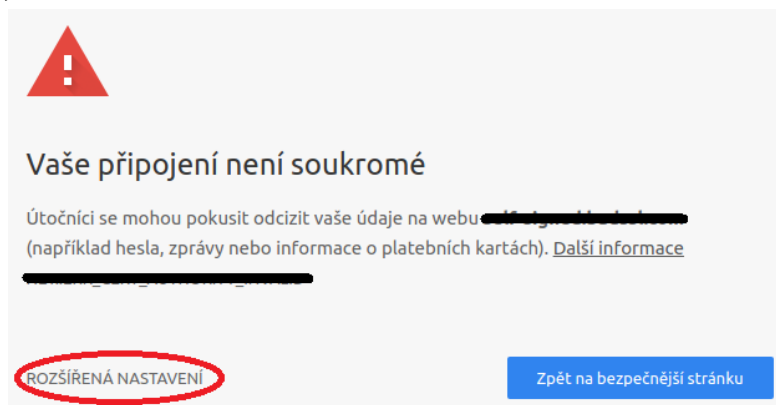 Vaše připojení není soukromé
Útočníci se mohou pokusit odcizit vaše údaje na webu
(například hesla, zprávy nebo informace o platebních kartách). Další informace
ROZŠÍŘENÁ NASTAVENÍ
Zpět na bezpečnější stránku